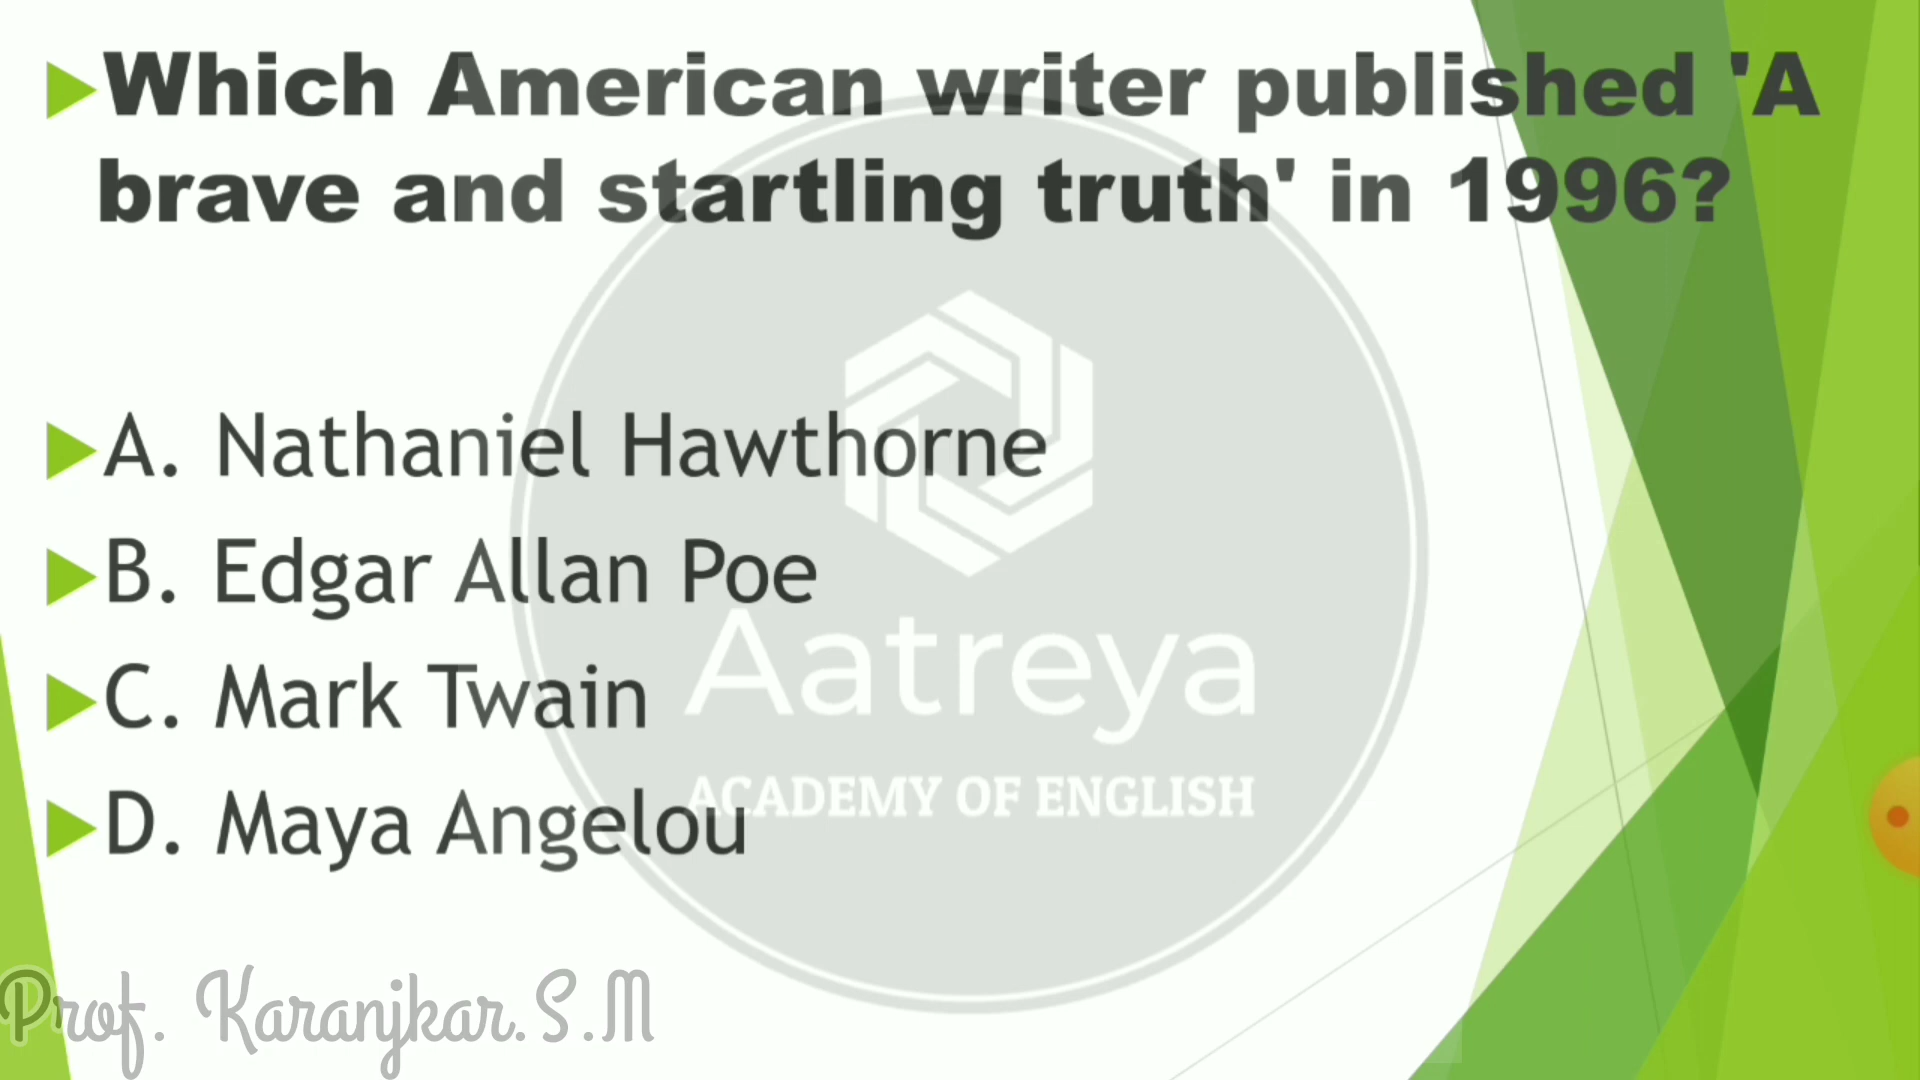 Which American writer published 'A
brave and startling truth' in 1996?
A. Nathaniel Hawthorne
B. Edgar Allan Poe
C. Mark Twain
D. Maya Angelou
Aatreya
ACADEMY OF ENGLISH
Prof. Karanjkar.S.M